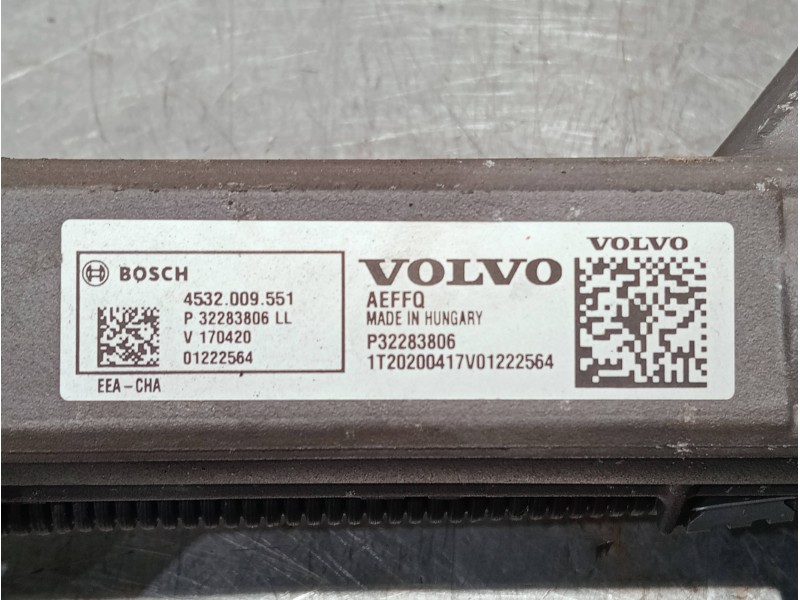 BOSCH
4532.009.551
P 32283806 LL
V 170420
01222564
EEA-CHA
VOLVO
AEFFQ
MADE IN HUNGARY
P32283806
1T20200417V01222564
VOLVO